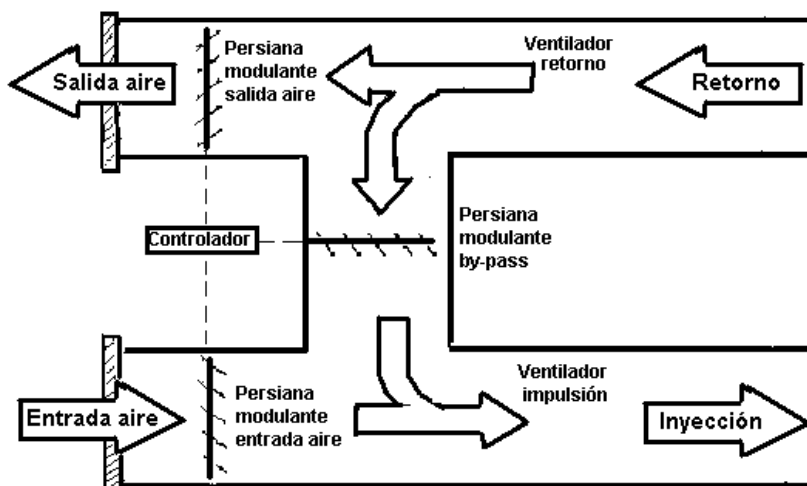 Salida aire
Persiana
modulante
salida aire
Ventilador
retorno
Retorno
Controlador
Persiana
modulante
by-pass
Entrada aire
Persiana
modulante
entrada aire
Ventilador
impulsión
Inyección